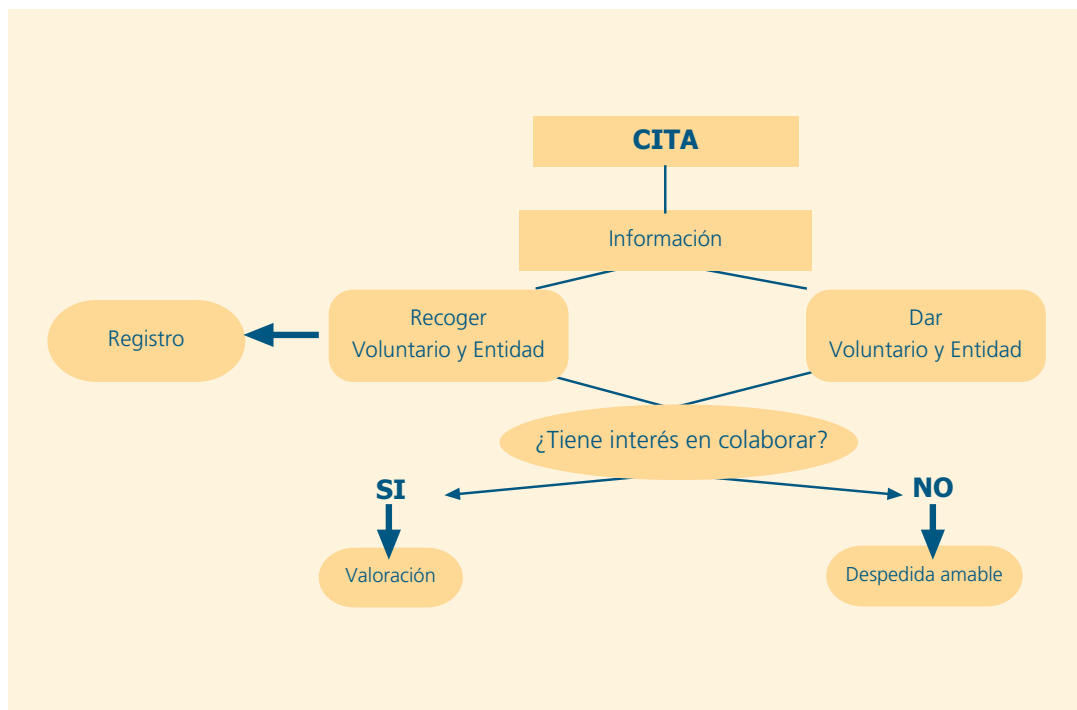 CITA
Información
Recoger
Voluntario y Entidad
Dar
Voluntario y Entidad
Registro
¿Tiene interés en colaborar?
SI
NO
Valoración
Despedida amable